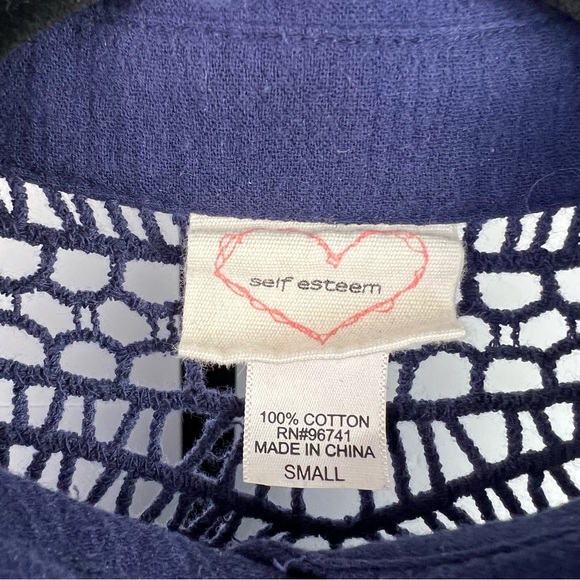 self esteem
100% COTTON
RN#96741
MADE IN CHINA
SMALL